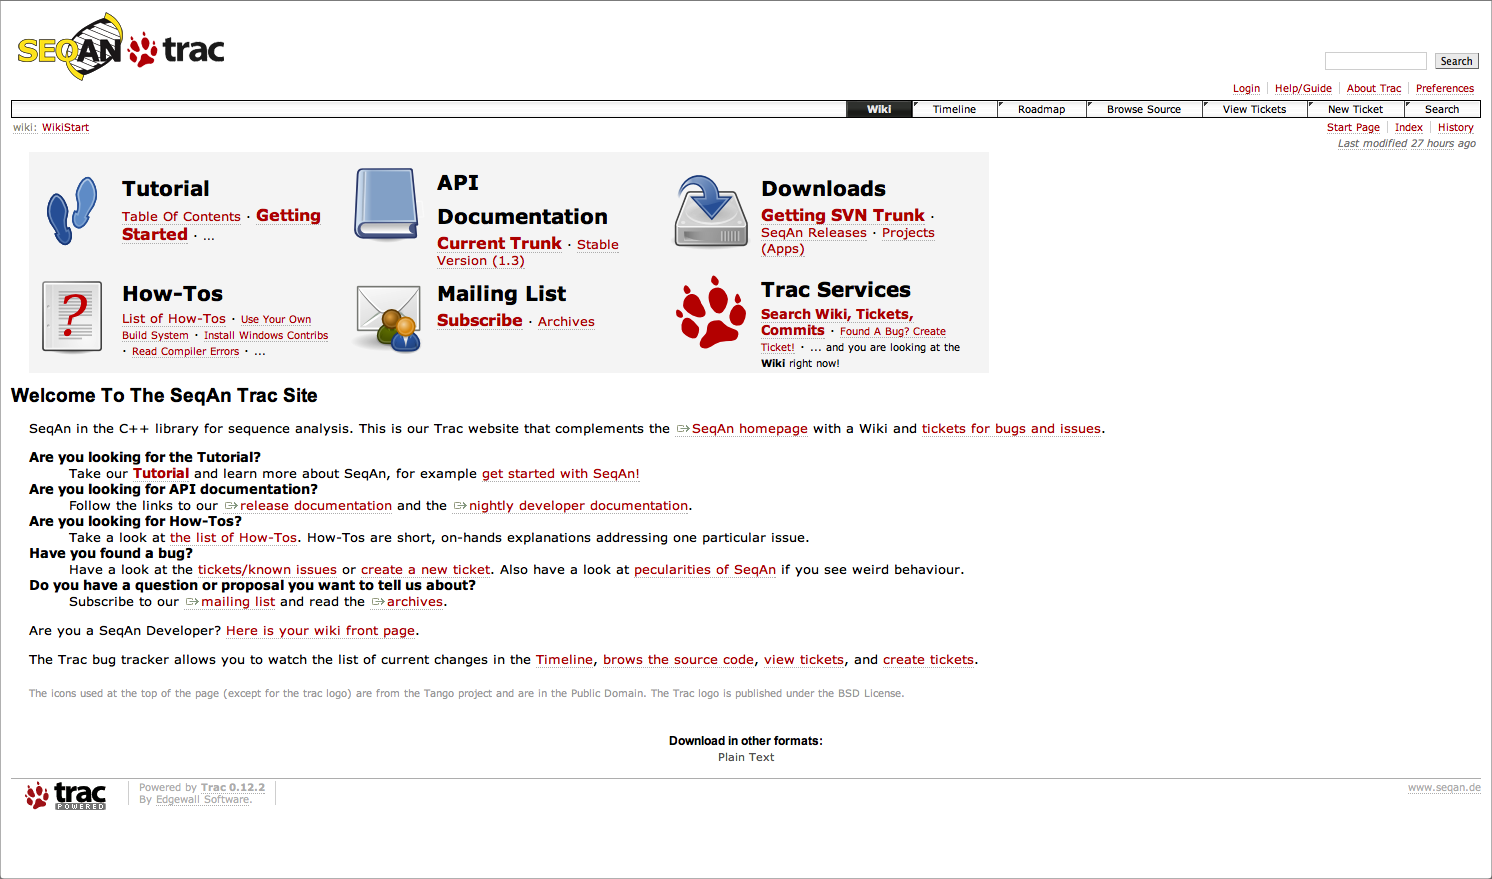 SEQAN trac
Search
Login Help/Guide About Trac Preferences
Wiki Timeline Roadmap Browse Source View Tickets New Ticket Search
wiki: WikiStart
Start Page Index History
Last modified 27 hours ago
Tutorial
Table Of Contents · Getting
Started · ...
API
Documentation
Current Trunk · Stable
Version (1.3)
Downloads
Getting SVN Trunk ·
SeqAn Releases · Projects
(Apps)
?
How-Tos
List of How-Tos · Use Your Own
Build System · Install Windows Contribs
· Read Compiler Errors · ...
Mailing List
Subscribe · Archives
Trac Services
Search Wiki, Tickets,
Commits · Found A Bug? Create
Ticket! · ... and you are looking at the
Wiki right now!
Welcome To The SeqAn Trac Site
SeqAn in the C++ library for sequence analysis. This is our Trac website that complements the SeqAn homepage with a Wiki and tickets for bugs and issues.
Are you looking for the Tutorial?
Take our Tutorial and learn more about SeqAn, for example get started with SeqAn!
Are you looking for API documentation?
Follow the links to our release documentation and the nightly developer documentation.
Are you looking for How-Tos?
Take a look at the list of How-Tos. How-Tos are short, on-hands explanations addressing one particular issue.
Have you found a bug?
Have a look at the tickets/known issues or create a new ticket. Also have a look at pecularities of SeqAn if you see weird behaviour.
Do you have a question or proposal you want to tell us about?
Subscribe to our mailing list and read the archives.
Are you a SeqAn Developer? Here is your wiki front page.
The Trac bug tracker allows you to watch the list of current changes in the Timeline, brows the source code, view tickets, and create tickets.
The icons used at the top of the page (except for the trac logo) are from the Tango project and are in the Public Domain. The Trac logo is published under the BSD License.
Download in other formats:
Plain Text
trac
POWERED
Powered by Trac 0.12.2
By Edgewall Software.
www.seqan.de